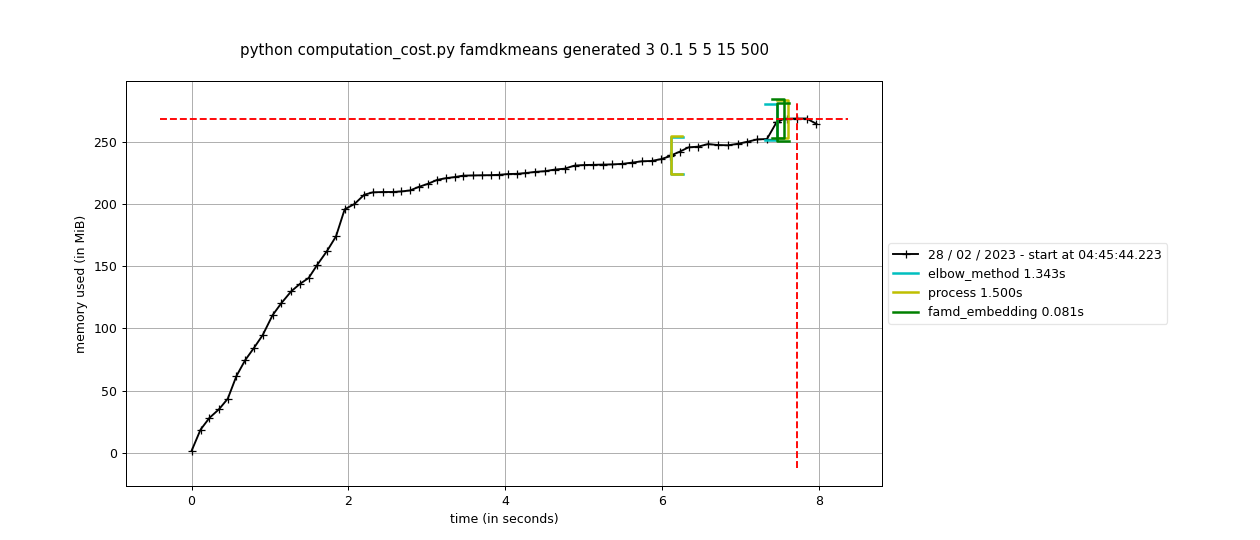 python computation_cost.py famdkmeans generated 3 0.1 5 5 15 500
memory used (in MiB)
250
200
150
100
50
0
0 2 4 6 8
time (in seconds)
28 / 02 / 2023 - start at 04:45:44.223
elbow_method 1.343s
process 1.500s
famd_embedding 0.081s